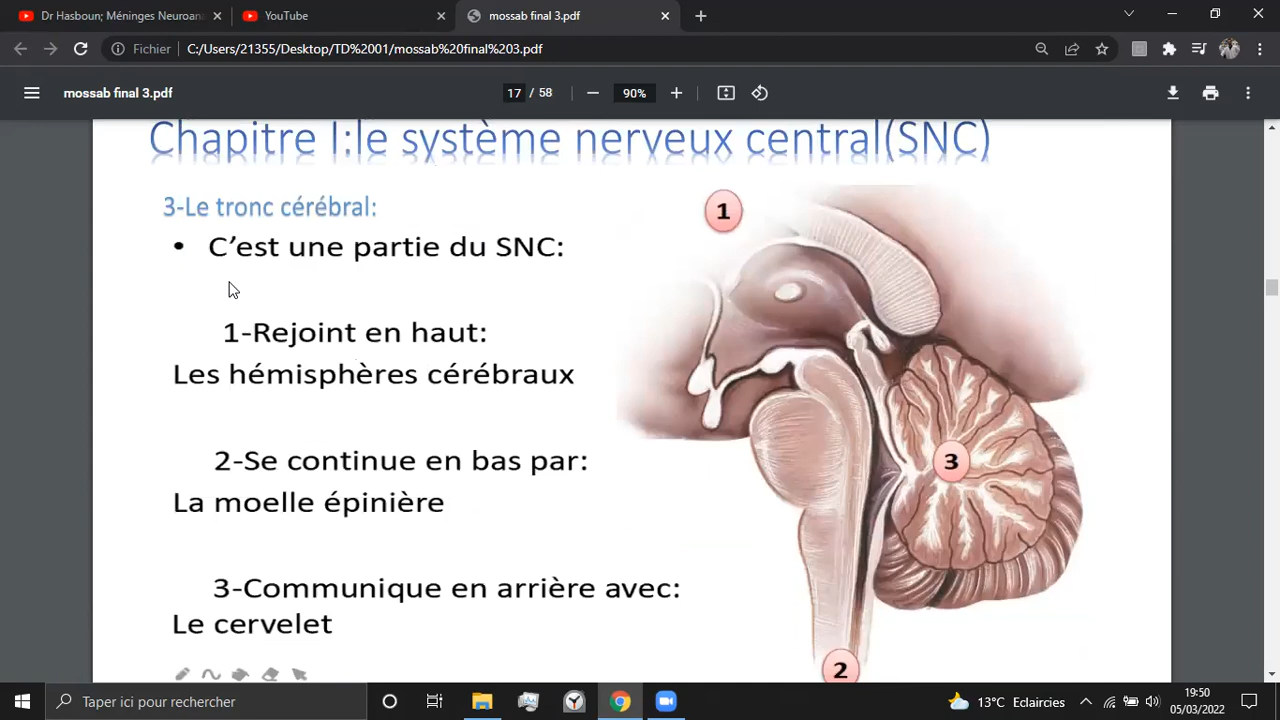 Dr Hasboun; Méninges Neuroan
YouTube
mossab final 3.pdf
Fichier
C:/Users/21355/Desktop/TD%2001/mossab%20final%203.pdf
mossab final 3.pdf
17 / 58
90%
Chapitre I:le système nerveux central(SNC)
3-Le tronc cérébral:
• C’est une partie du SNC:
1
1-Rejoint en haut:
Les hémisphères cérébraux
2-Se continue en bas par:
3
La moelle épinière
3-Communique en arrière avec:
Le cervelet
2
Taper ici pour rechercher
13°C Eclaircies
19:50
05/03/2022